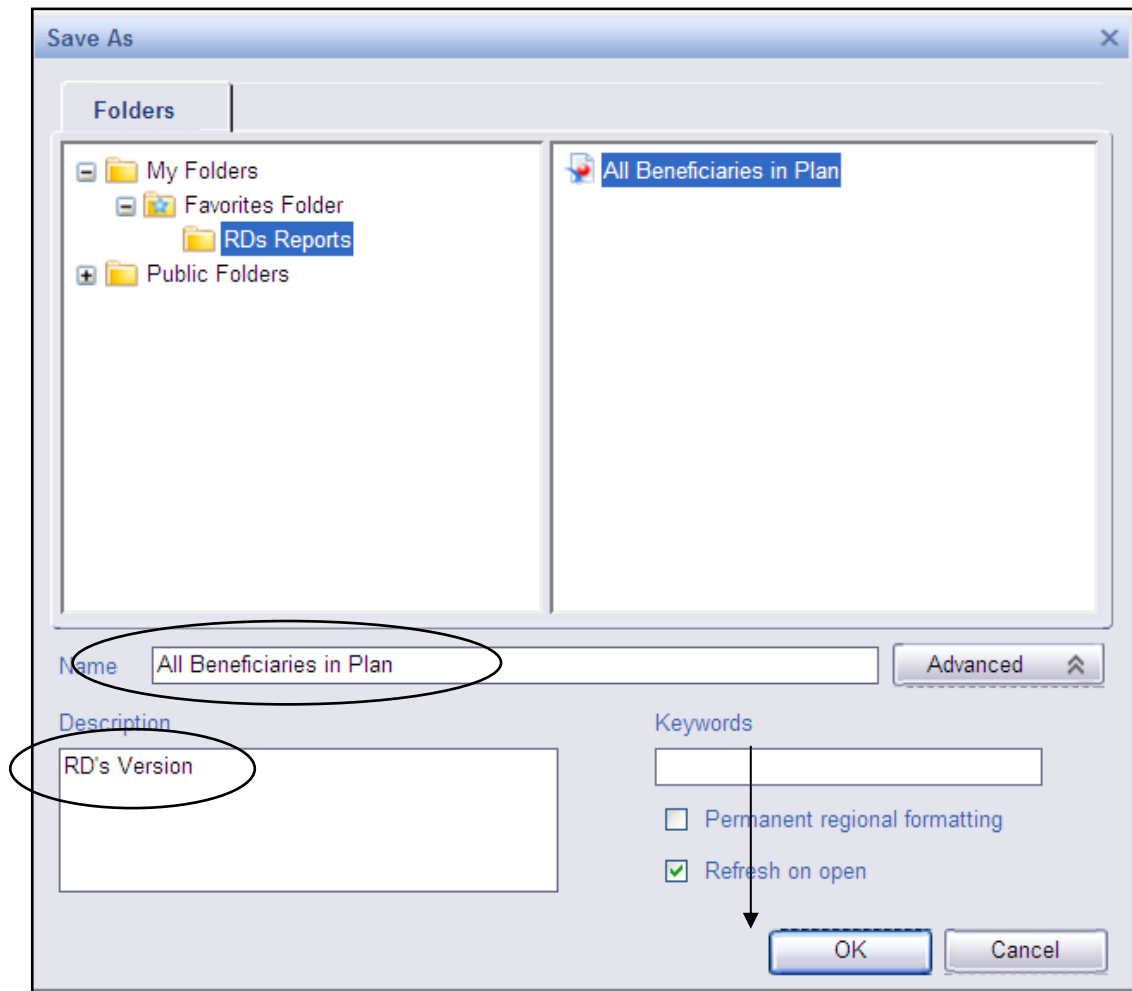 Save As
Folders
My Folders
Favorites Folder
RDs Reports
Public Folders
All Beneficiaries in Plan
Name All Beneficiaries in Plan Advanced
Description
RD's Version
Keywords
Permanent regional formatting
Refresh on open
OK Cancel